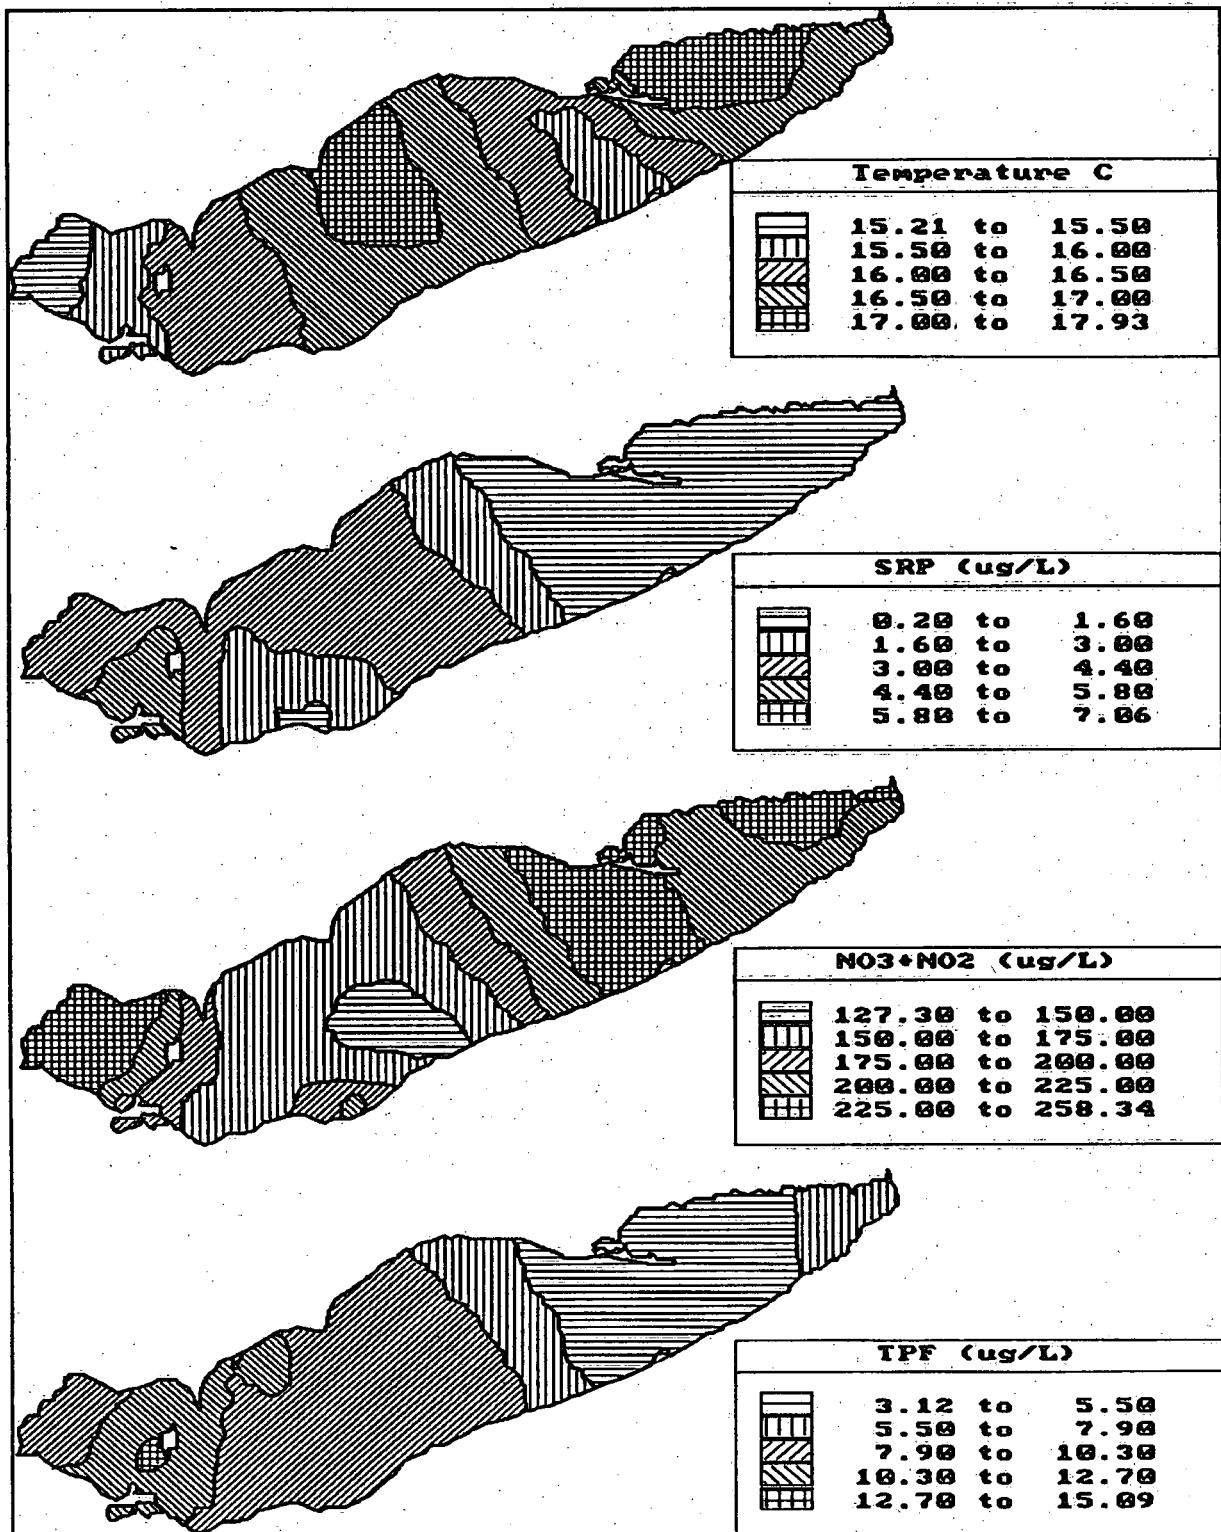 Temperature C
15.21 to 15.50
15.50 to 16.00
16.00 to 16.50
16.50 to 17.00
17.00 to 17.93
SRP (ug/L)
0.20 to 1.60
1.60 to 3.00
3.00 to 4.40
4.40 to 5.80
5.80 to 7.06
NO3+NO2 (ug/L)
127.30 to 150.00
150.00 to 175.00
175.00 to 200.00
200.00 to 225.00
225.00 to 258.34
TPF (ug/L)
3.12 to 5.50
5.50 to 7.90
7.90 to 10.30
10.30 to 12.70
12.70 to 15.09